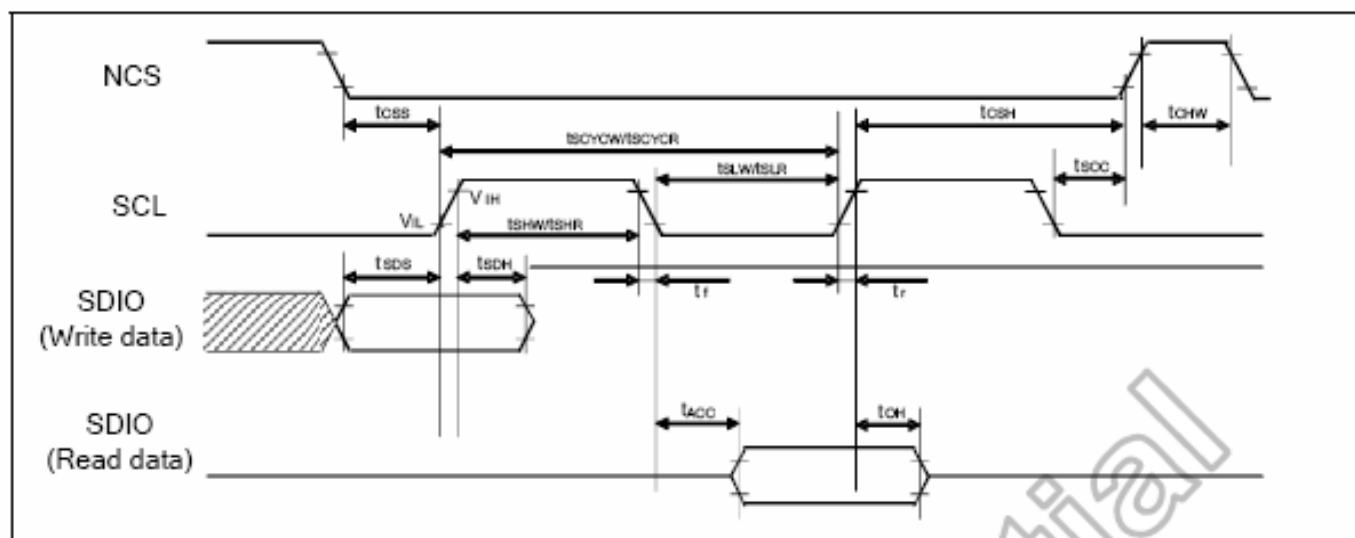 NCS
tCSS
tCSH
tCHW
tSCYCW/tSCYCR
tSLW/tSLR
tSCC
SCL
VIL
VIH
tSHW/tSHR
tSDS
tSDH
tf
tr
SDIO
(Write data)
tACC
tOH
SDIO
(Read data)
tial